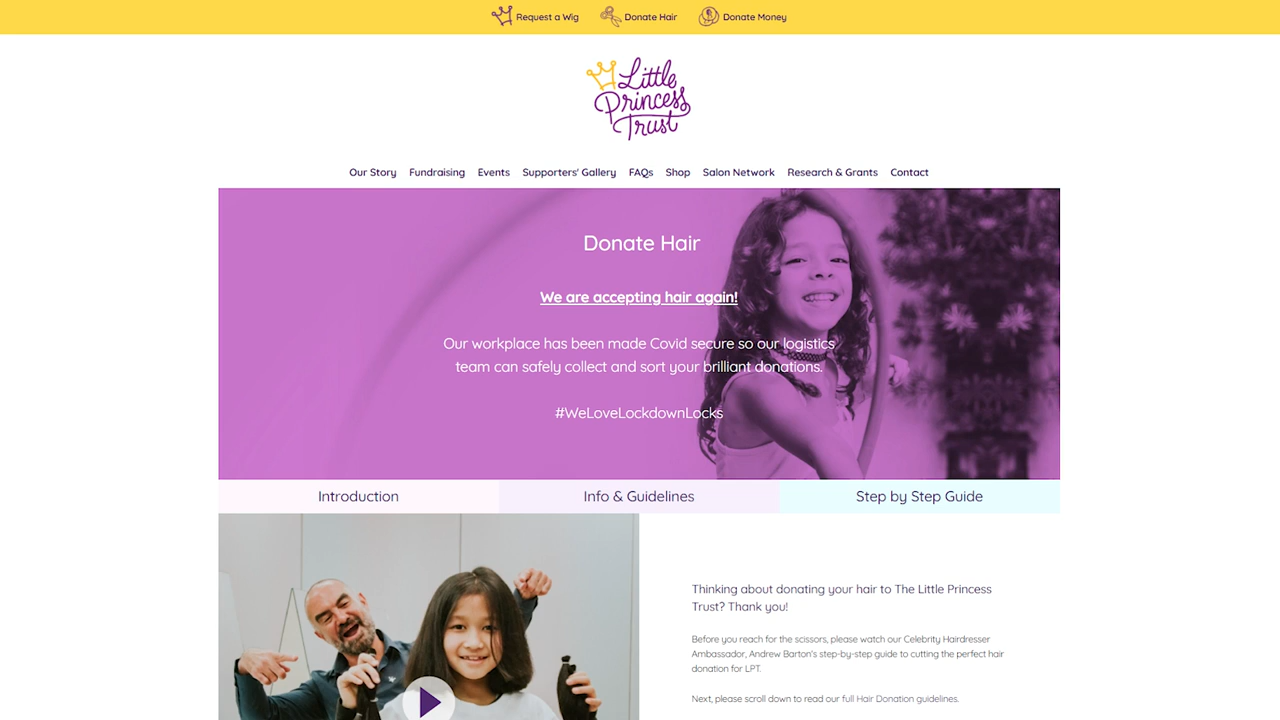 Request a Wig
Donate Hair
Donate Money
Little
Princess
Trust
Our Story
Fundraising
Events
Supporters' Gallery
FAQs
Shop
Salon Network
Research & Grants
Contact
Donate Hair
We are accepting hair again!
Our workplace has been made Covid secure so our logistics
team can safely collect and sort your brilliant donations.
#WeLoveLockdownLocks
Introduction
Info & Guidelines
Step by Step Guide
Thinking about donating your hair to The Little Princess
Trust? Thank you!
Before you reach for the scissors, please watch our Celebrity Hairdresser
Ambassador, Andrew Barton's step-by-step guide to cutting the perfect hair
donation for LPT.
Next, please scroll down to read our full Hair Donation guidelines.